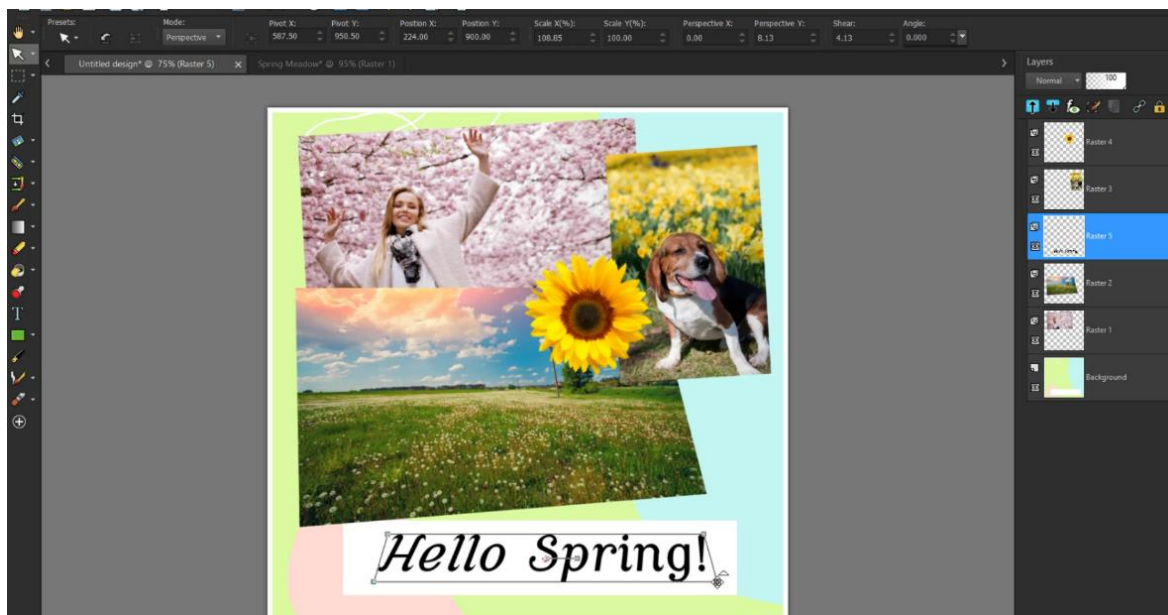 Presets:
Mode:
Perspective
Pivot X:
587.50
Pivot Y:
950.50
Position X:
224.00
Position Y:
900.00
Scale X(%):
108.85
Scale Y(%):
100.00
Perspective X:
0.00
Perspective Y:
8.13
Shear:
4.13
Angle:
0.000
Untitled design* @ 75% (Raster 5)
Spring Meadow* @ 95% (Raster 1)
Layers
Normal
100
Raster 4
Raster 3
Raster 5
Raster 2
Raster 1
Background
T
Hello Spring!